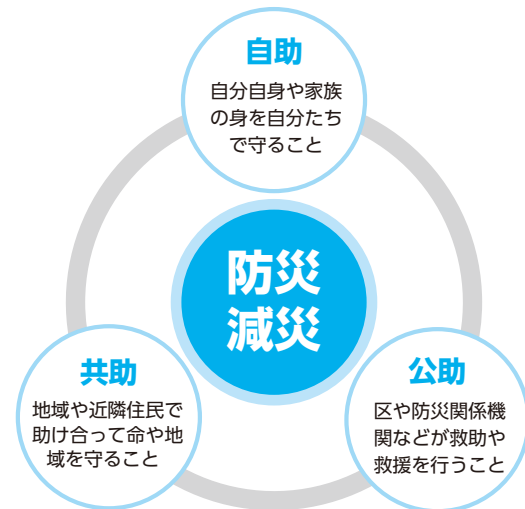 自助
自分自身や家族
の身を自分たち
で守ること
防災
減災
共助
地域や近隣住民で
助け合って命や地
域を守ること
公助
区や防災関係機
関などが救助や
救援を行うこと